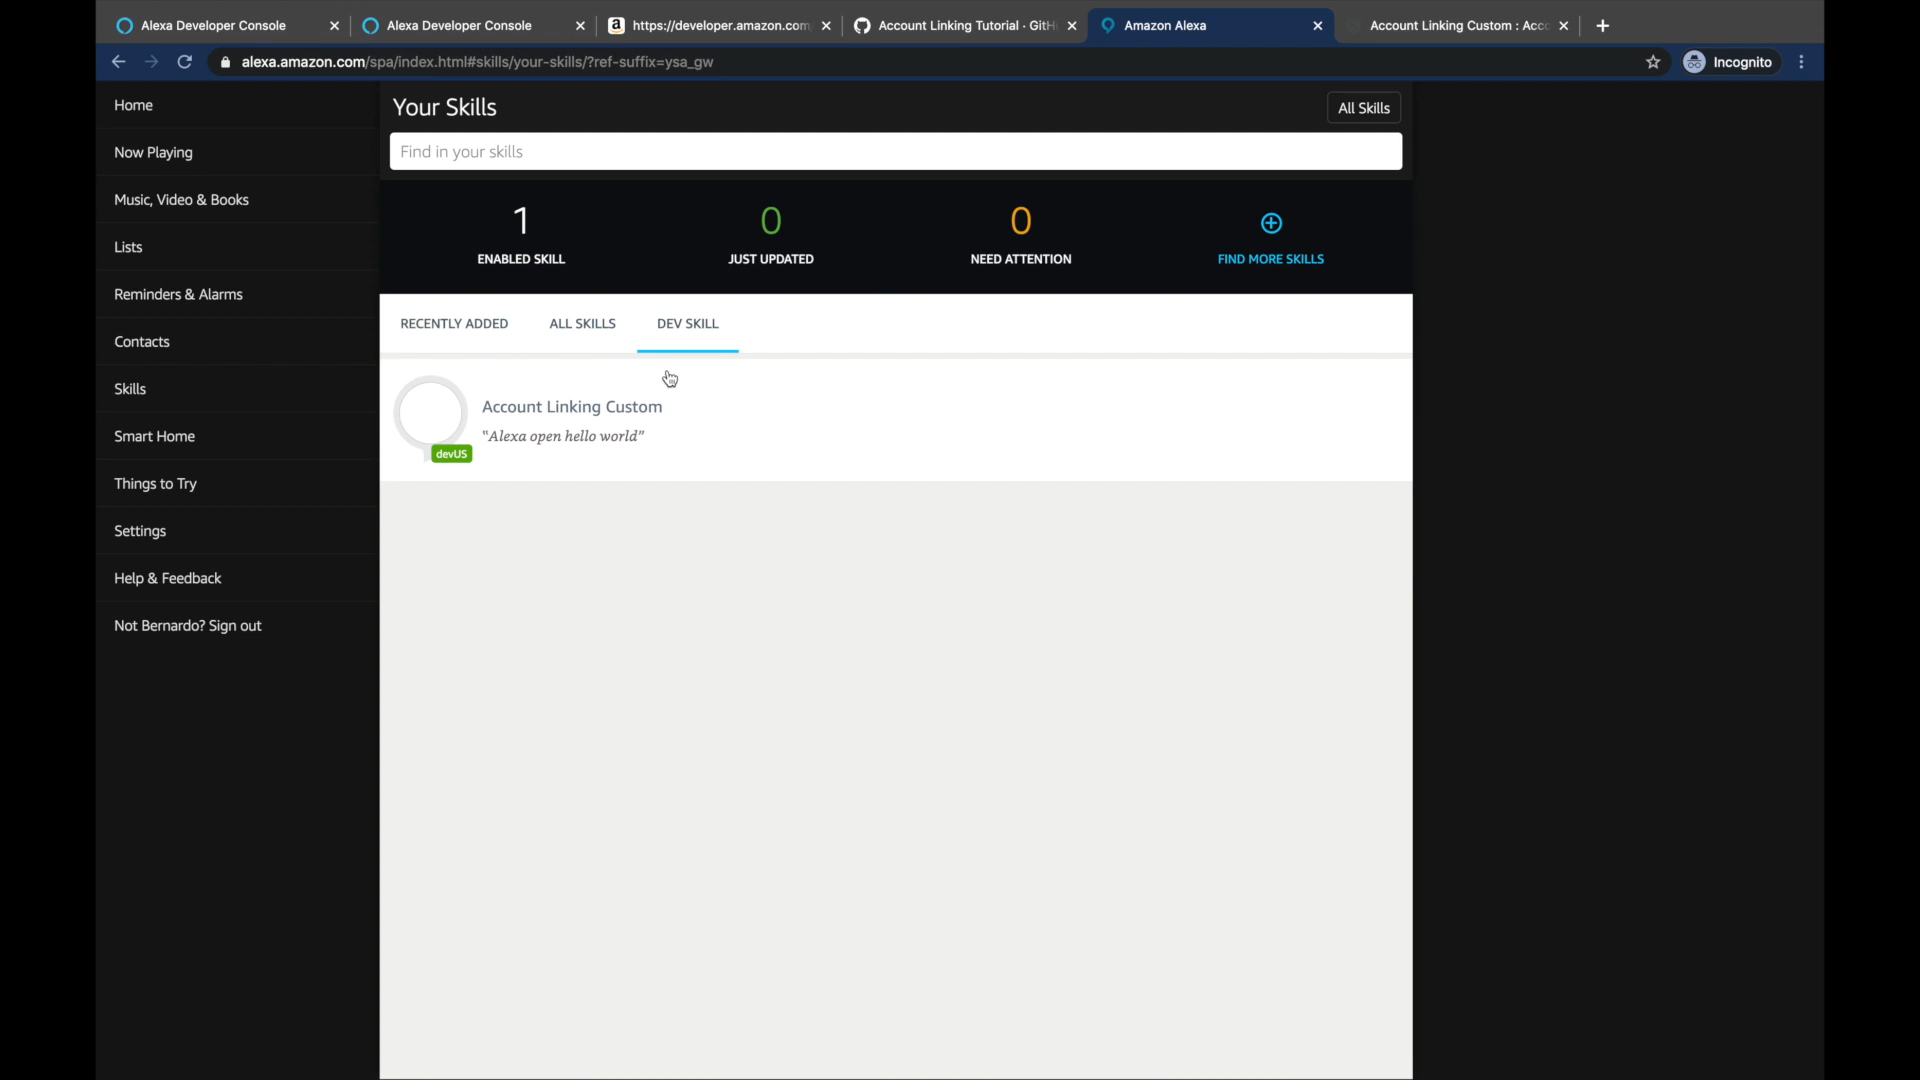 Alexa Developer Console
Alexa Developer Console
https://developer.amazon.com
Account Linking Tutorial · GitH
Amazon Alexa
Account Linking Custom : Acc
alexa.amazon.com/spa/index.html#skills/your-skills/?ref-suffix=ysa_gw
Incognito
Home
Now Playing
Music, Video & Books
Lists
Reminders & Alarms
Contacts
Skills
Smart Home
Things to Try
Settings
Help & Feedback
Not Bernardo? Sign out
Your Skills
All Skills
Find in your skills
1
ENABLED SKILL
0
JUST UPDATED
0
NEED ATTENTION
FIND MORE SKILLS
RECENTLY ADDED
ALL SKILLS
DEV SKILL
Account Linking Custom
"Alexa open hello world"
devUS